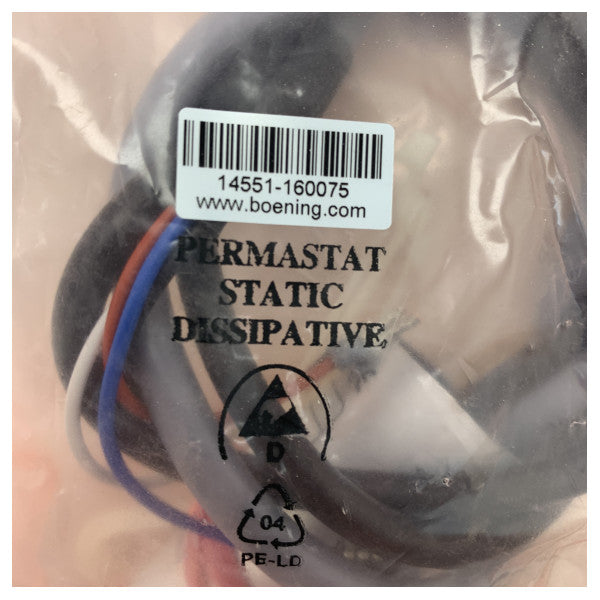 14551-160075
www.boening.com
PERMASTAT
STATIC
DISSIPATIVE
D
04
PE-LD